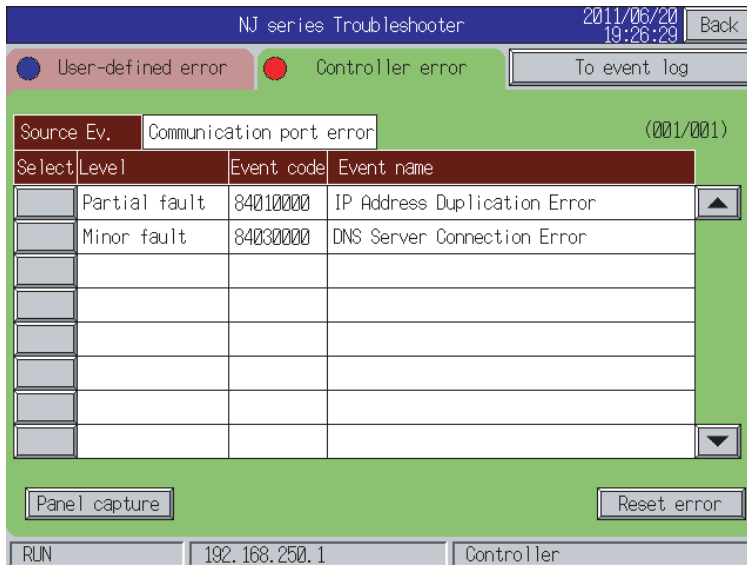 NJ series Troubleshooter
2011/06/20
19:26:29
Back
User-defined error
Controller error
To event log
Source Ev.
Communication port error
(001/001)
Select Level Event code Event name
Partial fault 84010000 IP Address Duplication Error
Minor fault 84030000 DNS Server Connection Error
Panel capture
Reset error
RUN
192.168.250.1
Controller